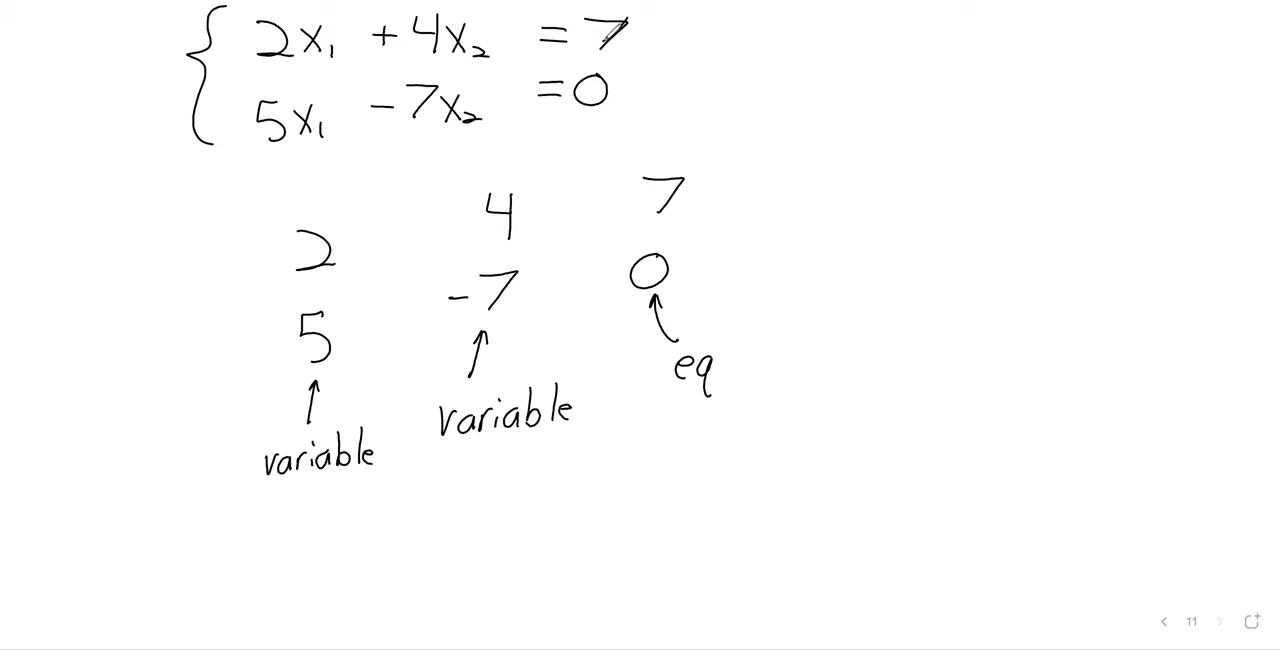 2x₁ + 4x₂ = 7
5x₁ - 7x₂ = 0
2 4 7
5 -7 0
variable variable eq
11